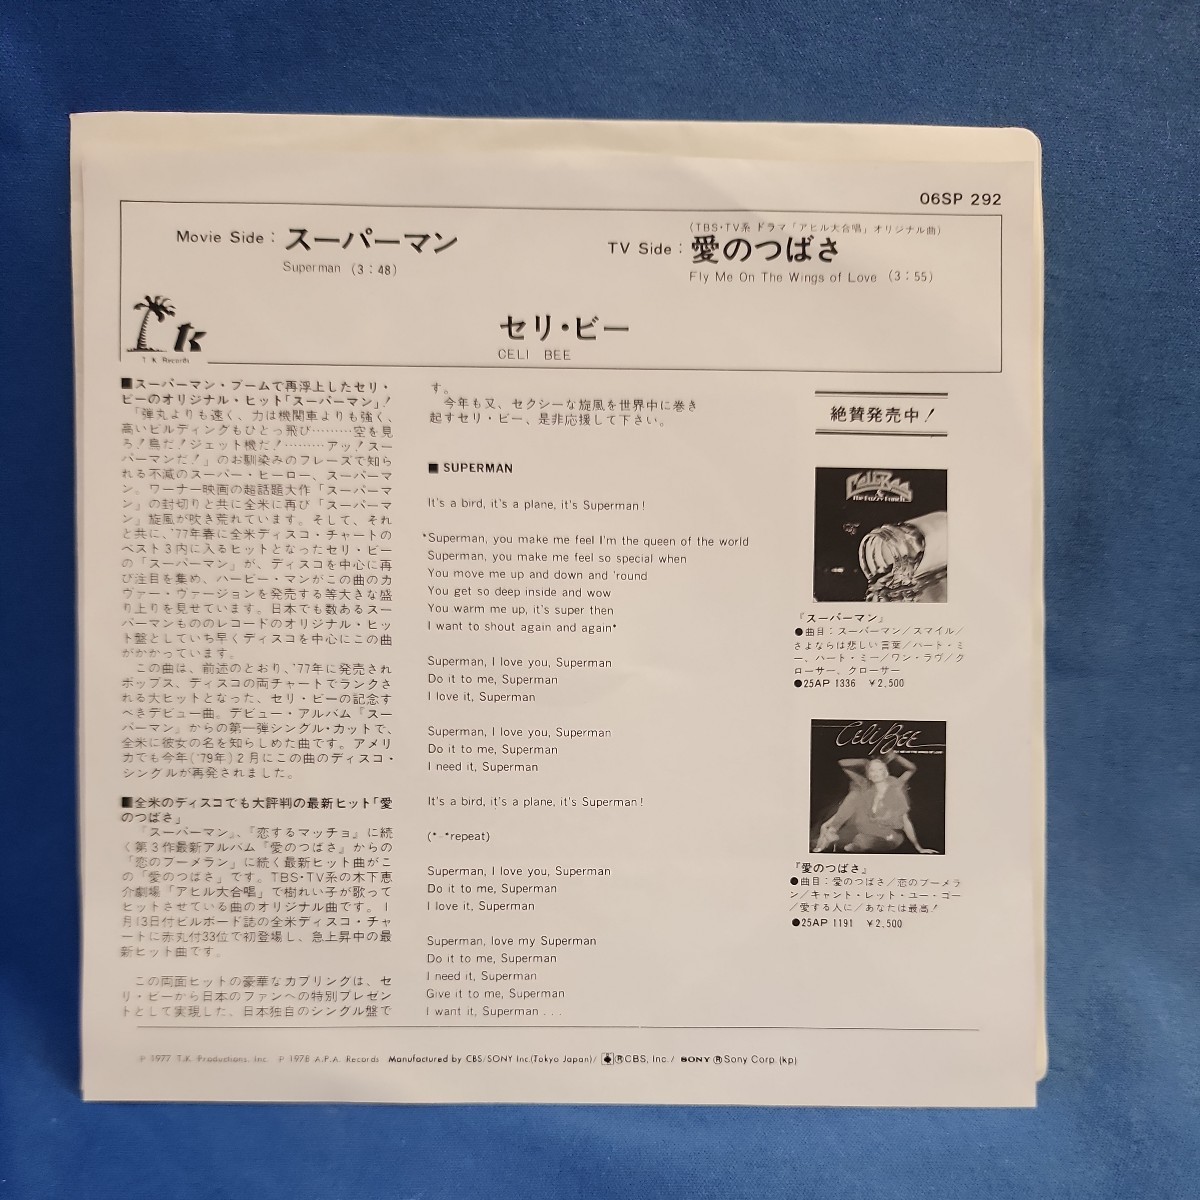 06SP 292
Movie Side : スーパーマン
Superman (3:48)
(TBS・TV系 ドラマ「アヒル大合唱」オリジナル曲)
TV Side : 愛のつばさ
Fly Me On The Wings of Love (3:55)
tk
T. K. Records
セリ・ビー
CELI BEE
■スーパーマン・ブームで再浮上したセリ・
ビーのオリジナル・ヒット「スーパーマン」!
「弾丸よりも速く、力は機関車よりも強く、
高いビルディングもひとっ飛び………空を見
ろ!鳥だ!ジェット機だ!………アッ!スー
パーマンだ!」のお馴染みのフレーズで知ら
れる不滅のスーパー・ヒーロー、スーパーマ
ン。ワーナー映画の超話題大作「スーパーマ
ン」の封切りと共に全米に再び「スーパーマ
ン」旋風が吹き荒れています。そして、それ
と共に、'77年春に全米ディスコ・チャートの
ベスト3内に入るヒットとなったセリ・ビー
の「スーパーマン」が、ディスコを中心に再
び注目を集め、ハービー・マンがこの曲のカ
ヴァー・ヴァージョンを発売する等大きな盛
り上りを見せています。日本でも数あるスー
パーマンもののレコードのオリジナル・ヒッ
ト盤としていち早くディスコを中心にこの曲
がかかっています。
この曲は、前述のとおり、'77年に発売され
ポップス、ディスコの両チャートでランクさ
れる大ヒットとなった、セリ・ビーの記念す
べきデビュー曲。デビュー・アルバム『スー
パーマン』からの第一弾シングル・カットで、
全米に彼女の名を知らしめた曲です。アメリ
カでも今年('79年)2月にこの曲のディスコ・
シングルが再発されました。
■全米のディスコでも大評判の最新ヒット「愛
のつばさ」
「スーパーマン」、「恋するマッチョ」に続
く第3作最新アルバム『愛のつばさ』からの
「恋のブーメラン」に続く最新ヒット曲がこ
の「愛のつばさ」です。TBS・TV系の木下恵
介劇場「アヒル大合唱」で樹れい子が歌って
ヒットさせている曲のオリジナル曲です。1
月13日付ビルボード誌の全米ディスコ・チャ
ートに赤丸付33位で初登場し、急上昇中の最
新ヒット曲です。
この両面ヒットの豪華なカプリングは、セ
リ・ビーから日本のファンへの特別プレゼン
トとして実現した、日本独自のシングル盤で
す。
今年も又、セクシーな旋風を世界中に巻き
起すセリ・ビー、是非応援して下さい。
■ SUPERMAN
It's a bird, it's a plane, it's Superman!
*Superman, you make me feel I'm the queen of the world
Superman, you make me feel so special when
You move me up and down and 'round
You get so deep inside and wow
You warm me up, it's super then
I want to shout again and again*
Superman, I love you, Superman
Do it to me, Superman
I love it, Superman
Superman, I love you, Superman
Do it to me, Superman
I need it, Superman
It's a bird, it's a plane, it's Superman!
(*-*repeat)
Superman, I love you, Superman
Do it to me, Superman
I love it, Superman
Superman, love my Superman
Do it to me, Superman
I need it, Superman
Give it to me, Superman
I want it, Superman . . .
絶賛発売中!
CELI BEE
& The Buzzy Bunch
『スーパーマン』
●曲目:スーパーマン/スマイル/
さよならは悲しい言葉/ハート・ミ
ー、ハート・ミー/ワン・ラヴ/ク
ローサー、クローサー
●25AP 1336 ¥2,500
CELI BEE
『愛のつばさ』
●曲目:愛のつばさ/恋のブーメラ
ン/キャント・レット・ユー・ゴー
/愛する人に/あなたは最高!
●25AP 1191 ¥2,500
℗ 1977 T.K. Productions, Inc. ℗ 1978 A.P.A. Records Manufactured by CBS/SONY Inc.(Tokyo Japan)/ ®CBS, Inc./ SONY ®Sony Corp.(kp)